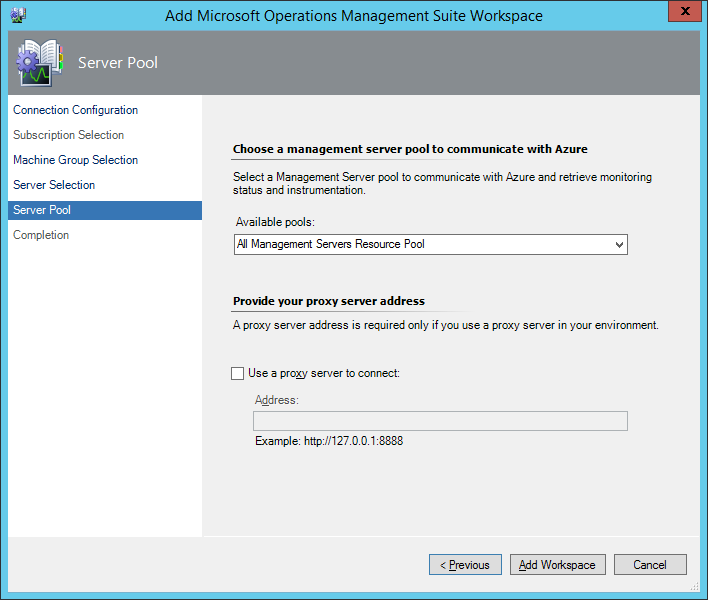 Add Microsoft Operations Management Suite Workspace
X
Server Pool
Connection Configuration
Subscription Selection
Machine Group Selection
Server Selection
Server Pool
Completion
Choose a management server pool to communicate with Azure
Select a Management Server pool to communicate with Azure and retrieve monitoring
status and instrumentation.
Available pools:
All Management Servers Resource Pool
Provide your proxy server address
A proxy server address is required only if you use a proxy server in your environment.
Use a proxy server to connect:
Address:
Example: http://127.0.0.1:8888
< Previous
Add Workspace
Cancel